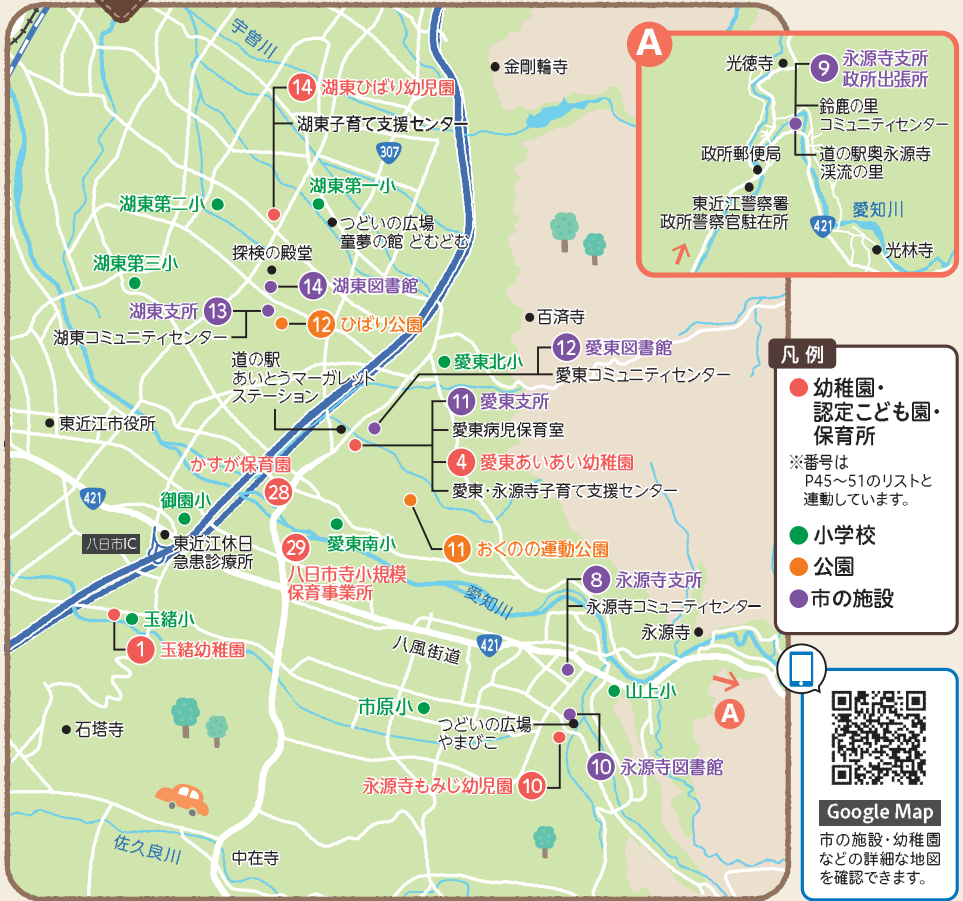 宇曽川
金剛輪寺
14 湖東ひばり幼児園
湖東子育て支援センター
307
湖東第一小
湖東第二小
つどいの広場
童夢の館 どむどむ
探検の殿堂
湖東第三小
14 湖東図書館
湖東支所 13
湖東コミュニティセンター
12 ひばり公園
百済寺
道の駅
あいとうマーガレット
ステーション
愛東北小
12 愛東図書館
愛東コミュニティセンター
11 愛東支所
愛東病児保育室
4 愛東あいあい幼稚園
愛東・永源寺子育て支援センター
東近江市役所
かすが保育園
28
421
御園小
八日市IC
東近江休日
急患診療所
愛東南小
29
八日市寺小規模
保育事業所
11 おくのの運動公園
愛知川
8 永源寺支所
永源寺コミュニティセンター
永源寺
玉緒小
1 玉緒幼稚園
八風街道
421
山上小
A
市原小
つどいの広場
やまびこ
石塔寺
10 永源寺図書館
永源寺もみじ幼児園 10
佐久良川
中在寺
A
光徳寺
9 永源寺支所
政所出張所
鈴鹿の里
コミュニティセンター
政所郵便局
道の駅奥永源寺
渓流の里
東近江警察署
政所警察官駐在所
愛知川
421
光林寺
凡例
幼稚園・
認定こども園・
保育所
※番号は
P45～51のリストと
連動しています。
小学校
公園
市の施設
Google Map
市の施設・幼稚園
などの詳細な地図
を確認できます。